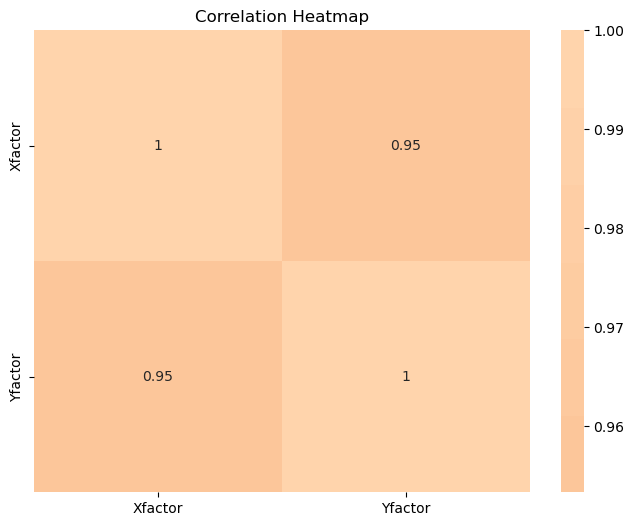 Correlation Heatmap
Xfactor
1
0.95
Yfactor
0.95
1
Xfactor
Yfactor
1.00
0.99
0.98
0.97
0.96